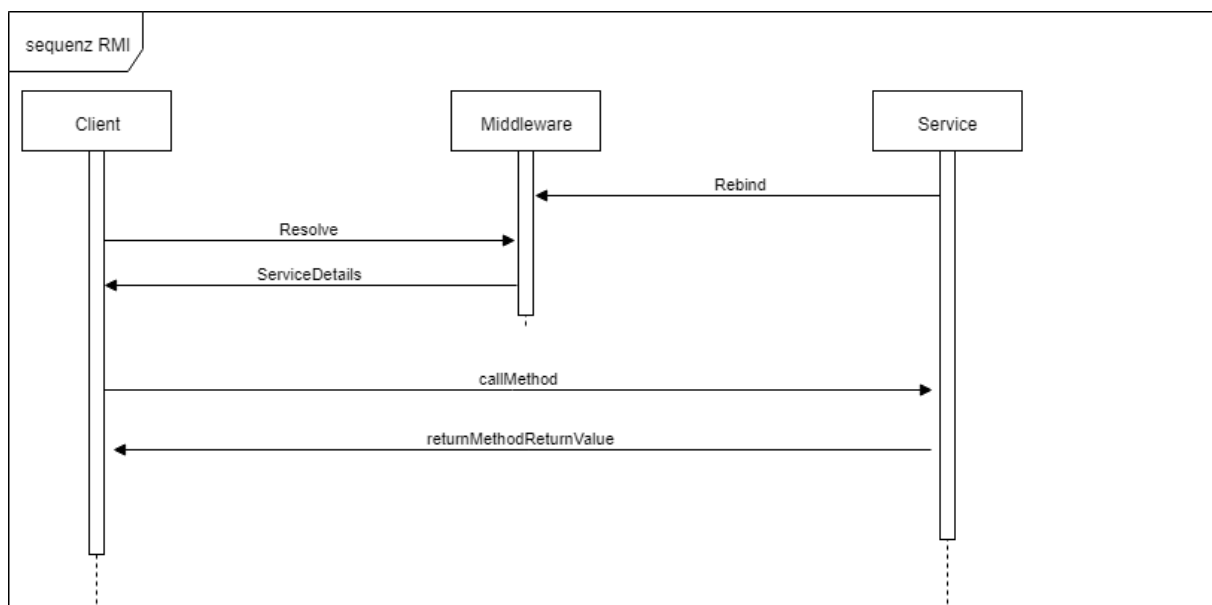 sequenz RMI
Client
Middleware
Service
Rebind
Resolve
ServiceDetails
callMethod
returnMethodReturnValue